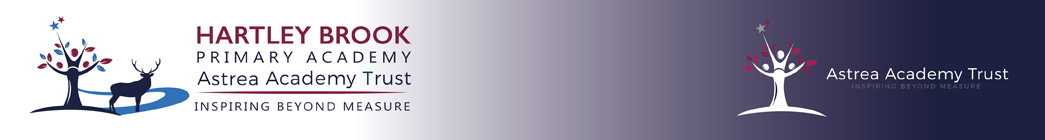 HARTLEY BROOK
PRIMARY ACADEMY
Astrea Academy Trust
INSPIRING BEYOND MEASURE
Astrea Academy Trust
INSPIRING BEYOND MEASURE